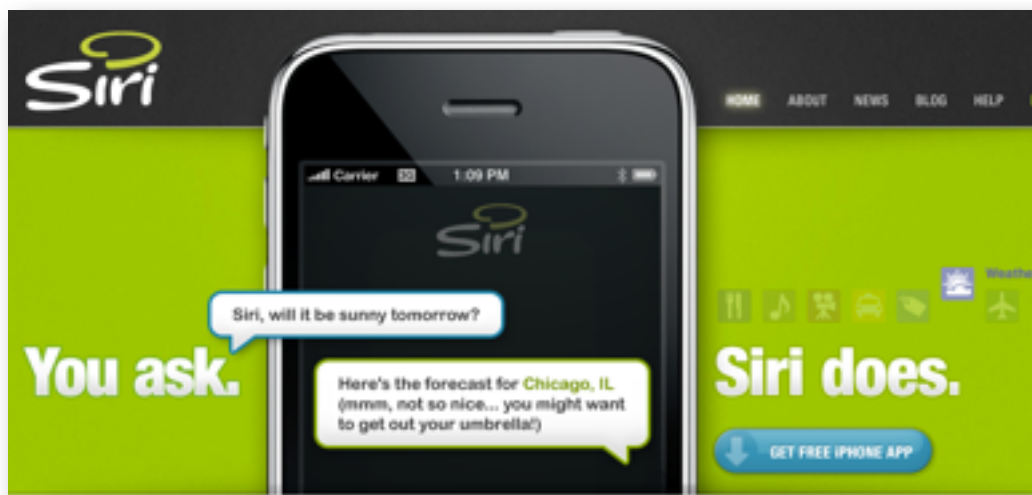 Siri
HOME ABOUT NEWS BLOG HELP
Carrier 3G 1:09 PM
Siri
Siri, will it be sunny tomorrow?
You ask.
Here's the forecast for Chicago, IL
(mmm, not so nice... you might want
to get out your umbrella!)
Siri does.
GET FREE iPHONE APP